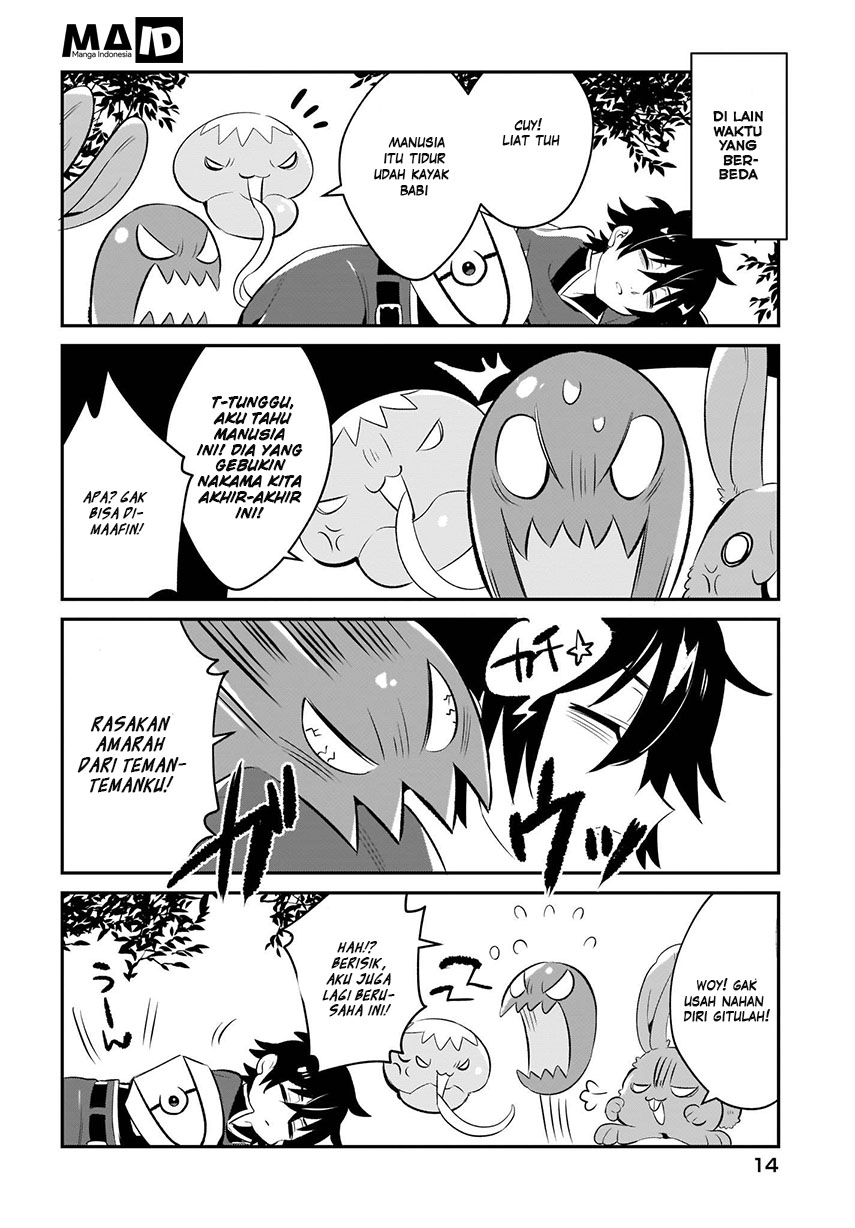 MAID
Manga Indonesia
DI LAIN
WAKTU
YANG
BER-
BEDA
CUY!
LIAT TUH
MANUSIA
ITU TIDUR
UDAH KAYAK
BABI
T-TUNGGU,
AKU TAHU
MANUSIA
INI! DIA YANG
GEBUKIN
NAKAMA KITA
AKHIR-AKHIR
INI!
APA? GAK
BISA DI-
MAAFIN!
カチ☆
RASAKAN
AMARAH
DARI TEMAN-
TEMANKU!
ガウッ
WOY! GAK
USAH NAHAN
DIRI GITULAH!
HAH!?
BERISIK,
AKU JUGA
LAGI BERU-
SAHA INI!
うーん
14